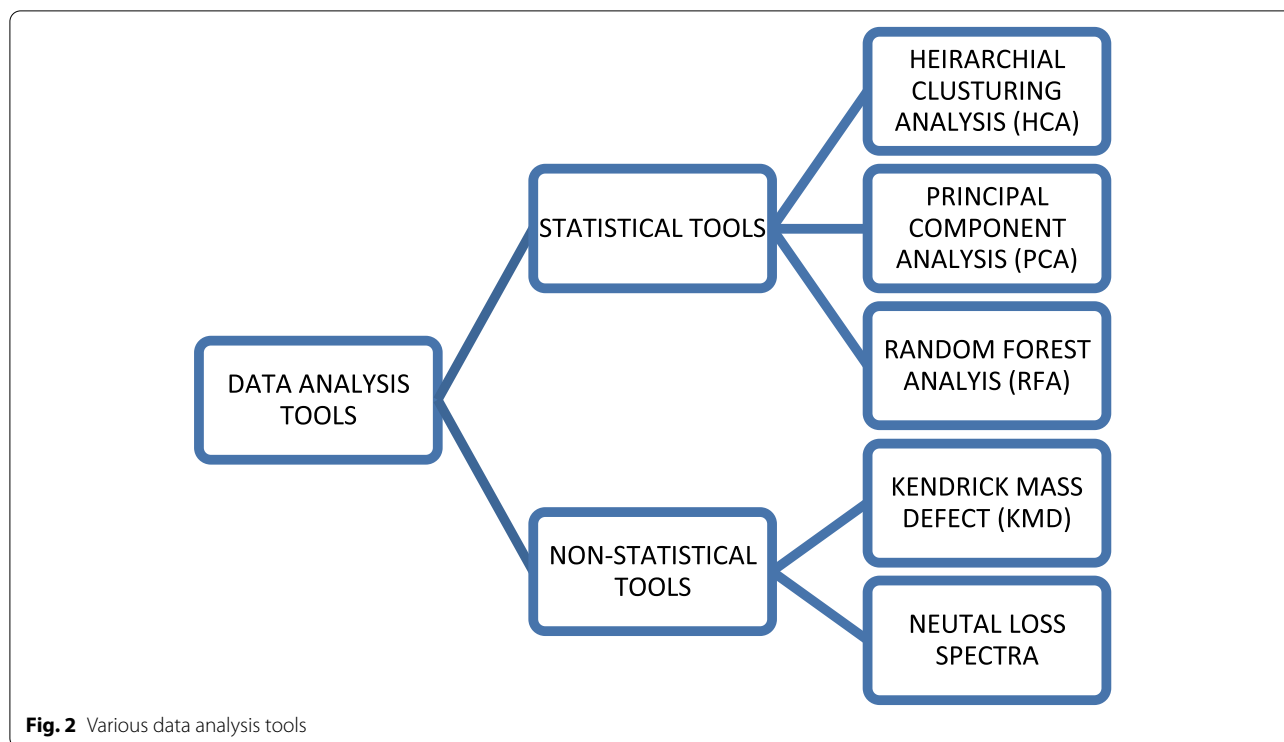 HEIRARCHIAL
CLUSTURING
ANALYSIS (HCA)
STATISTICAL TOOLS
PRINCIPAL
COMPONENT
ANALYSIS (PCA)
RANDOM FOREST
ANALYIS (RFA)
DATA ANALYSIS
TOOLS
KENDRICK MASS
DEFECT (KMD)
NON-STATISTICAL
TOOLS
NEUTAL LOSS
SPECTRA
Fig. 2 Various data analysis tools